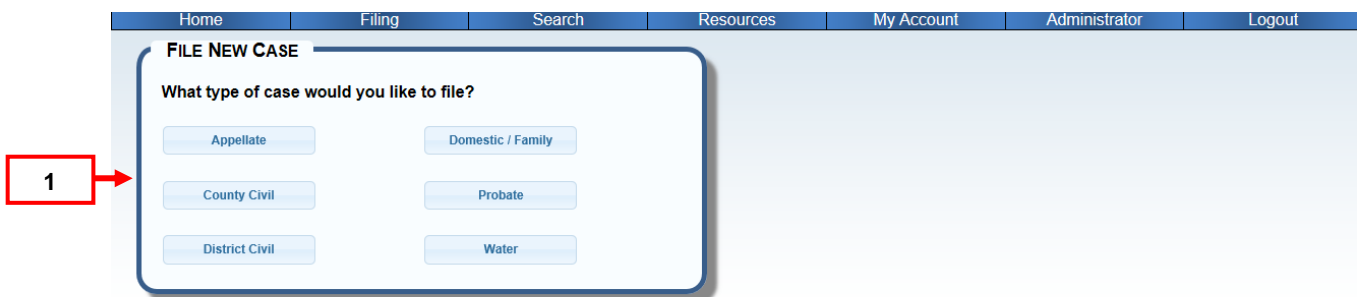 Home Filing Search Resources My Account Administrator Logout
FILE NEW CASE
What type of case would you like to file?
Appellate Domestic / Family
1
County Civil Probate
District Civil Water